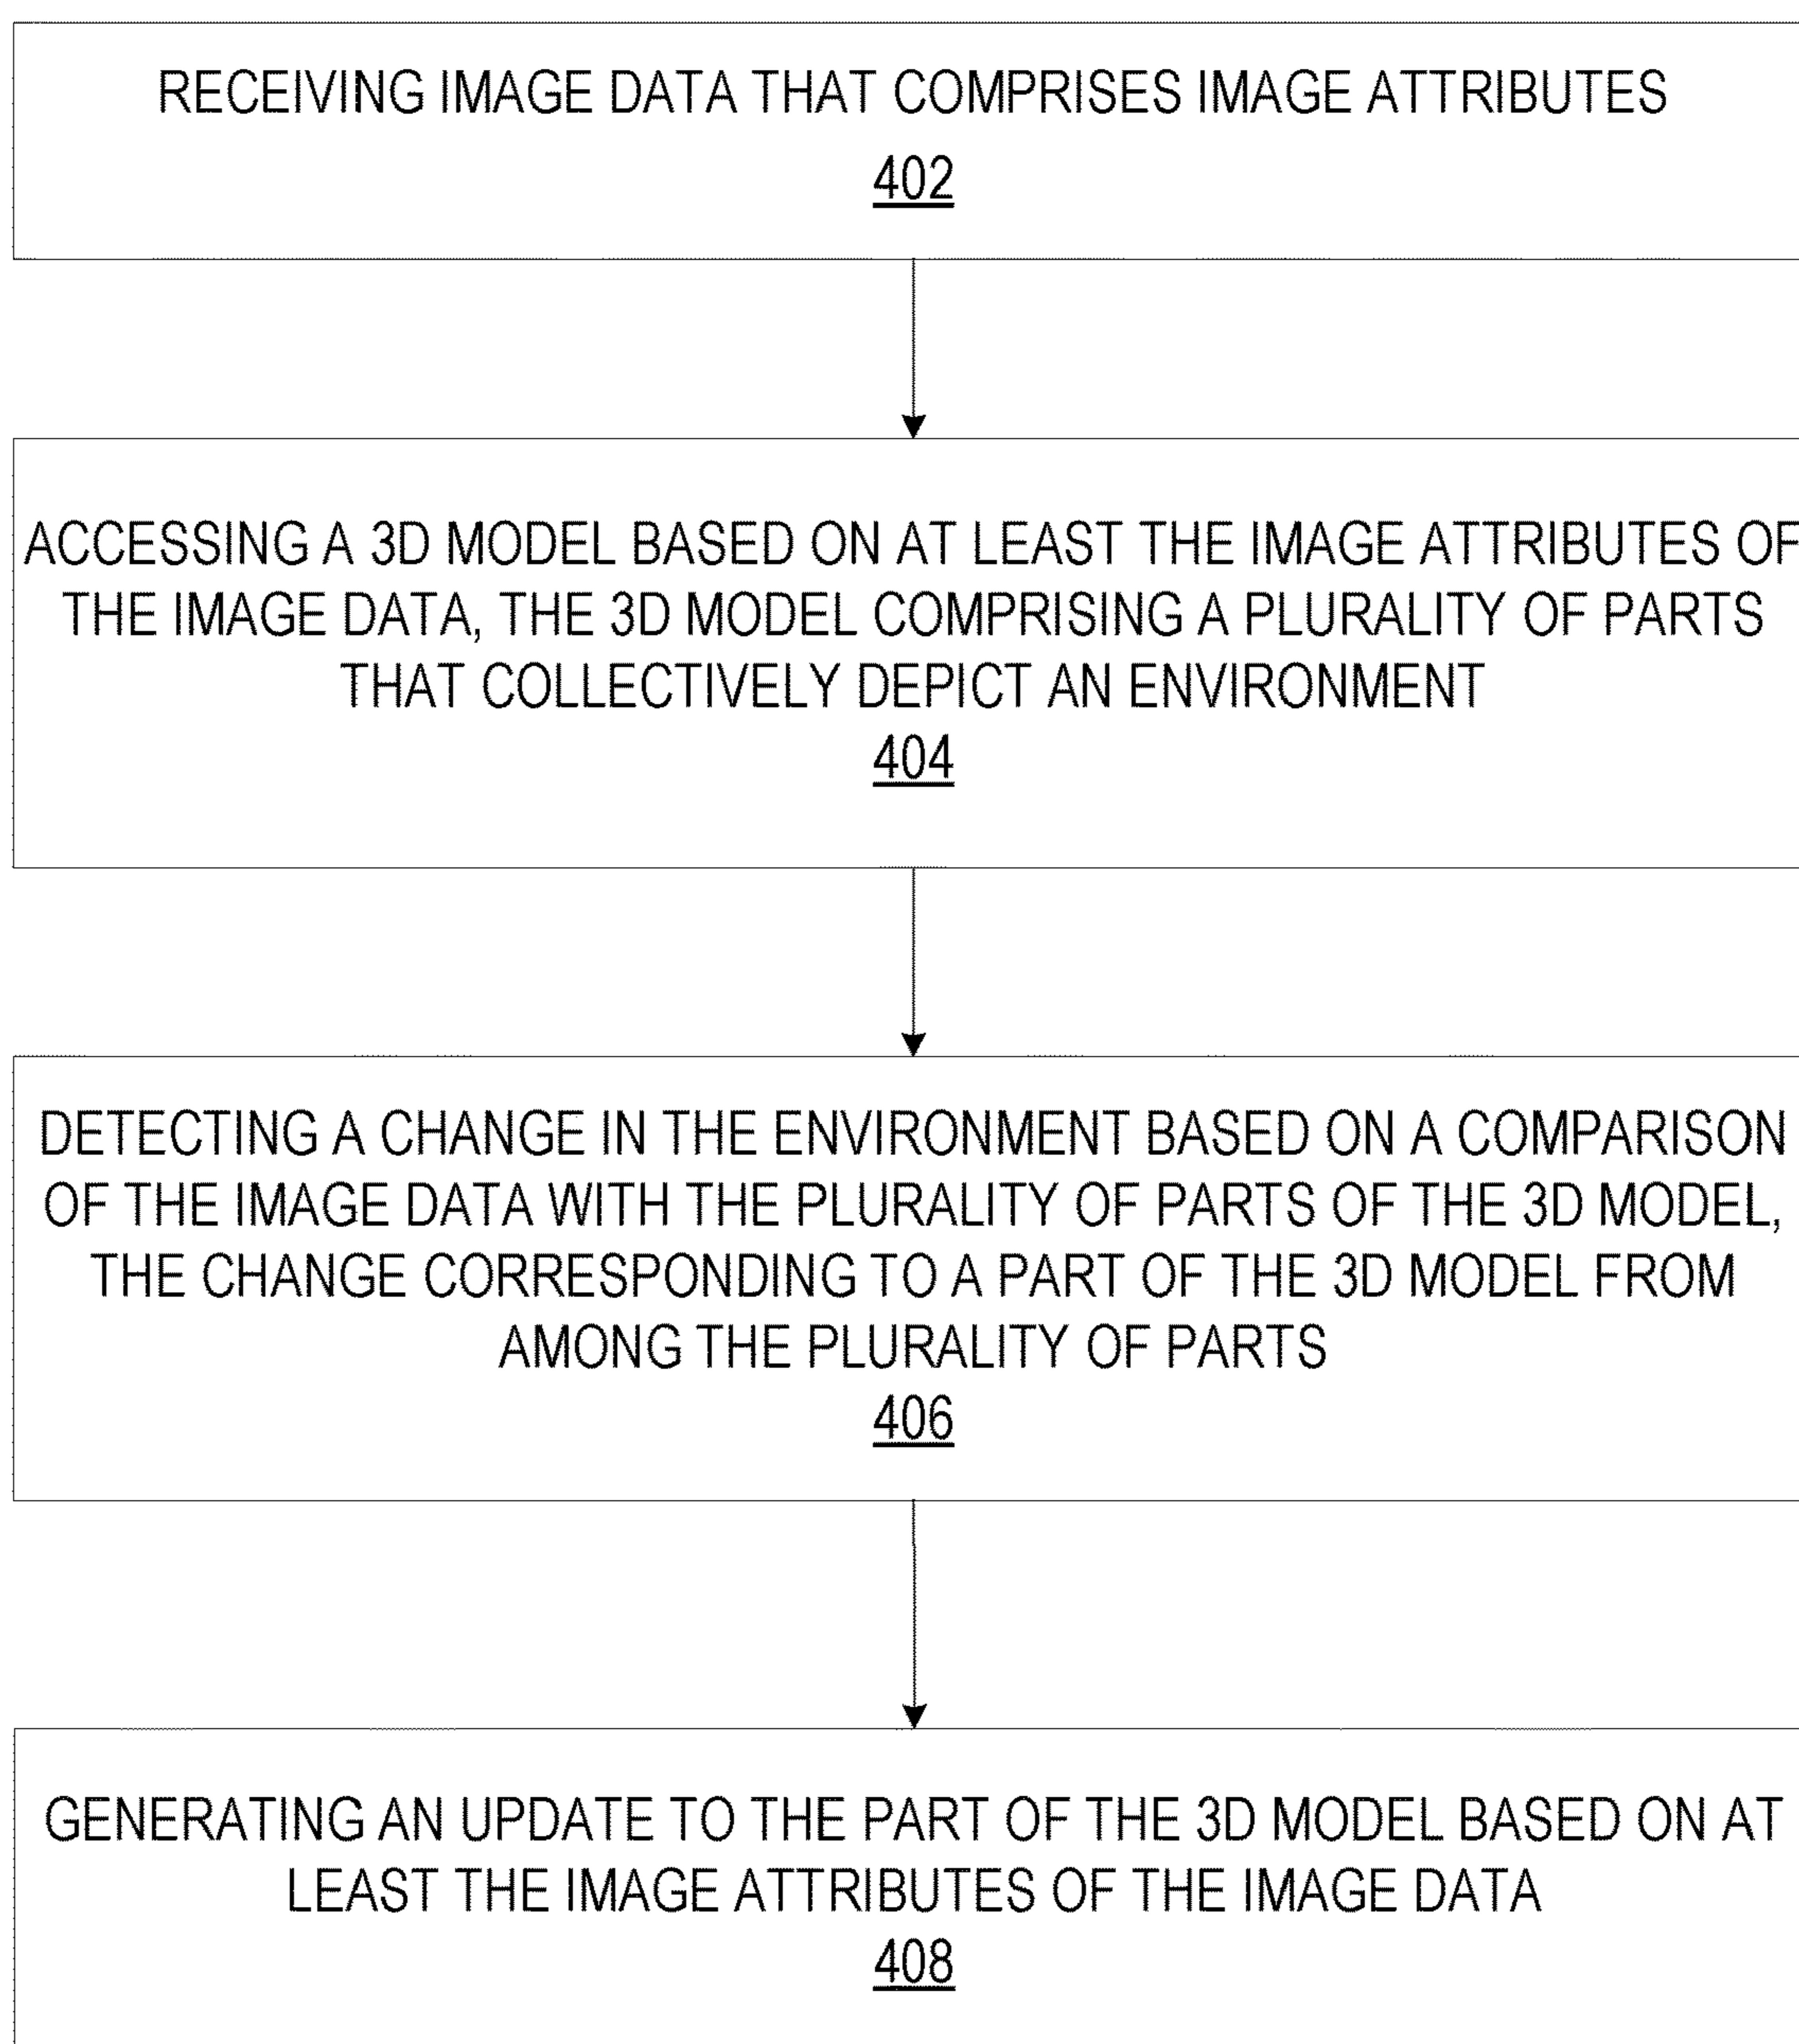 RECEIVING IMAGE DATA THAT COMPRISES IMAGE ATTRIBUTES
402
ACCESSING A 3D MODEL BASED ON AT LEAST THE IMAGE ATTRIBUTES OF
THE IMAGE DATA, THE 3D MODEL COMPRISING A PLURALITY OF PARTS
THAT COLLECTIVELY DEPICT AN ENVIRONMENT
404
DETECTING A CHANGE IN THE ENVIRONMENT BASED ON A COMPARISON
OF THE IMAGE DATA WITH THE PLURALITY OF PARTS OF THE 3D MODEL,
THE CHANGE CORRESPONDING TO A PART OF THE 3D MODEL FROM
AMONG THE PLURALITY OF PARTS
406
GENERATING AN UPDATE TO THE PART OF THE 3D MODEL BASED ON AT
LEAST THE IMAGE ATTRIBUTES OF THE IMAGE DATA
408